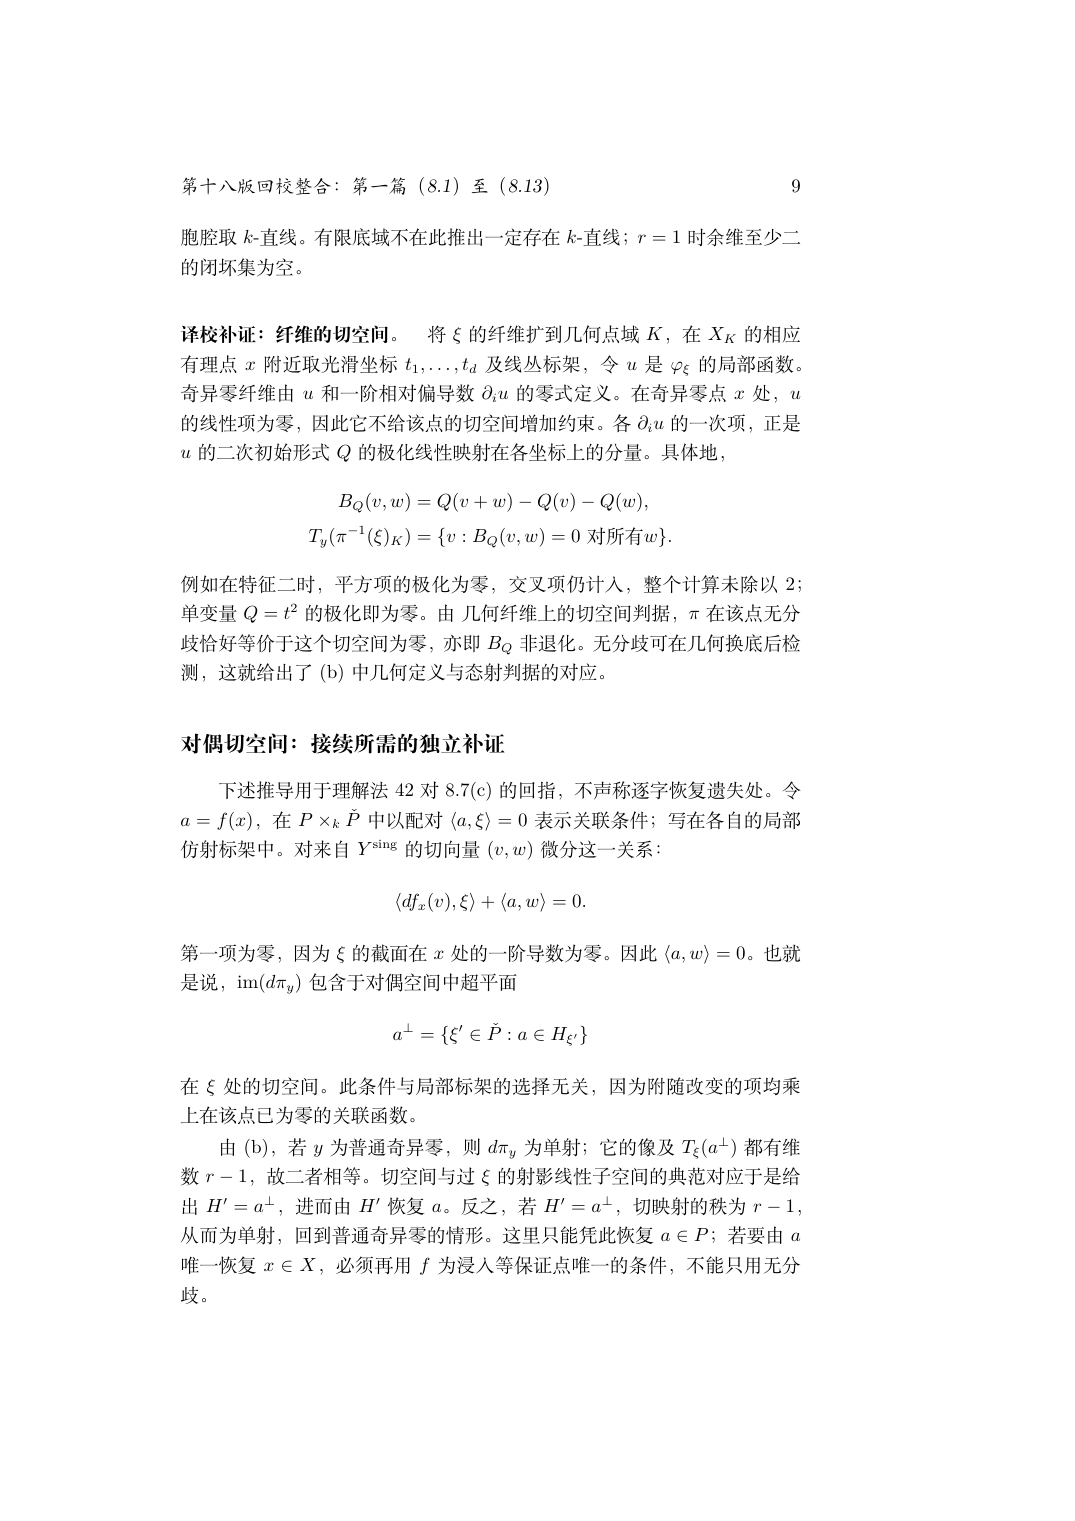 第十八版回校整合：第一篇（8.1）至（8.13） 9
胞腔取 k-直线。有限底域不在此推出一定存在 k-直线；r = 1 时余维至少二
的闭坏集为空。
译校补证：纤维的切空间。 将 ξ 的纤维扩到几何点域 K，在 X_K 的相应
有理点 x 附近取光滑坐标 t₁, . . . , t_d 及线丛标架，令 u 是 φ_ξ 的局部函数。
奇异零纤维由 u 和一阶相对偏导数 ∂ᵢu 的零式定义。在奇异零点 x 处，u
的线性项为零，因此它不给该点的切空间增加约束。各 ∂ᵢu 的一次项，正是
u 的二次初始形式 Q 的极化线性映射在各坐标上的分量。具体地，
B_Q(v, w) = Q(v + w) − Q(v) − Q(w),
T_y(π⁻¹(ξ)_K) = {v : B_Q(v, w) = 0 对所有w}.
例如在特征二时，平方项的极化为零，交叉项仍计入，整个计算未除以 2；
单变量 Q = t² 的极化即为零。由 几何纤维上的切空间判据，π 在该点无分
歧恰好等价于这个切空间为零，亦即 B_Q 非退化。无分歧可在几何换底后检
测，这就给出了 (b) 中几何定义与态射判据的对应。
对偶切空间：接续所需的独立补证
下述推导用于理解法 42 对 8.7(c) 的回指，不声称逐字恢复遗失处。令
a = f(x)，在 P ×_k P̌ 中以配对 ⟨a, ξ⟩ = 0 表示关联条件；写在各自的局部
仿射标架中。对来自 Y^sing 的切向量 (v, w) 微分这一关系：
⟨df_x(v), ξ⟩ + ⟨a, w⟩ = 0.
第一项为零，因为 ξ 的截面在 x 处的一阶导数为零。因此 ⟨a, w⟩ = 0。也就
是说，im(dπ_y) 包含于对偶空间中超平面
a^⊥ = {ξ′ ∈ P̌ : a ∈ H_ξ′}
在 ξ 处的切空间。此条件与局部标架的选择无关，因为附随改变的项均乘
上在该点已为零的关联函数。
由 (b)，若 y 为普通奇异零，则 dπ_y 为单射；它的像及 T_ξ(a^⊥) 都有维
数 r − 1，故二者相等。切空间与过 ξ 的射影线性子空间的典范对应于是给
出 H′ = a^⊥，进而由 H′ 恢复 a。反之，若 H′ = a^⊥，切映射的秩为 r − 1，
从而为单射，回到普通奇异零的情形。这里只能凭此恢复 a ∈ P；若要由 a
唯一恢复 x ∈ X，必须再用 f 为浸入等保证点唯一的条件，不能只用无分
歧。